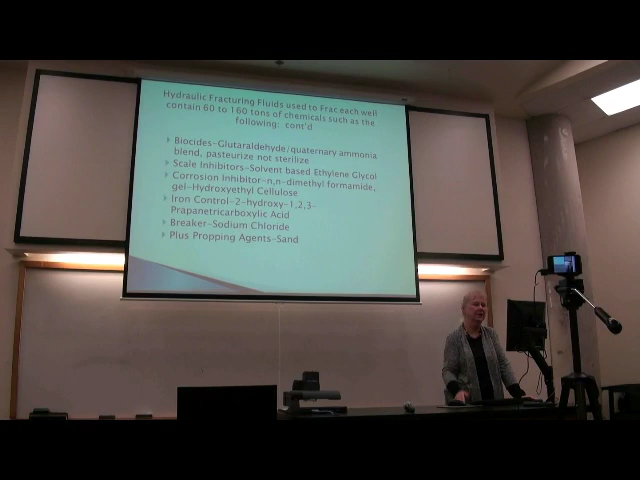 Hydraulic Fracturing Fluids used to Frac each well
contain 60 to 160 tons of chemicals such as the
following: cont'd
Biocides-Glutaraldehyde/quaternary ammonia
blend, pasteurize not sterilize
Scale Inhibitors-Solvent based Ethylene Glycol
Corrosion Inhibitor-n,n-dimethyl formamide,
gel-Hydroxyethyl Cellulose
Iron Control-2-hydroxy-1,2,3-
Prapanetricarboxylic Acid
Breaker-Sodium Chloride
Plus Propping Agents-Sand